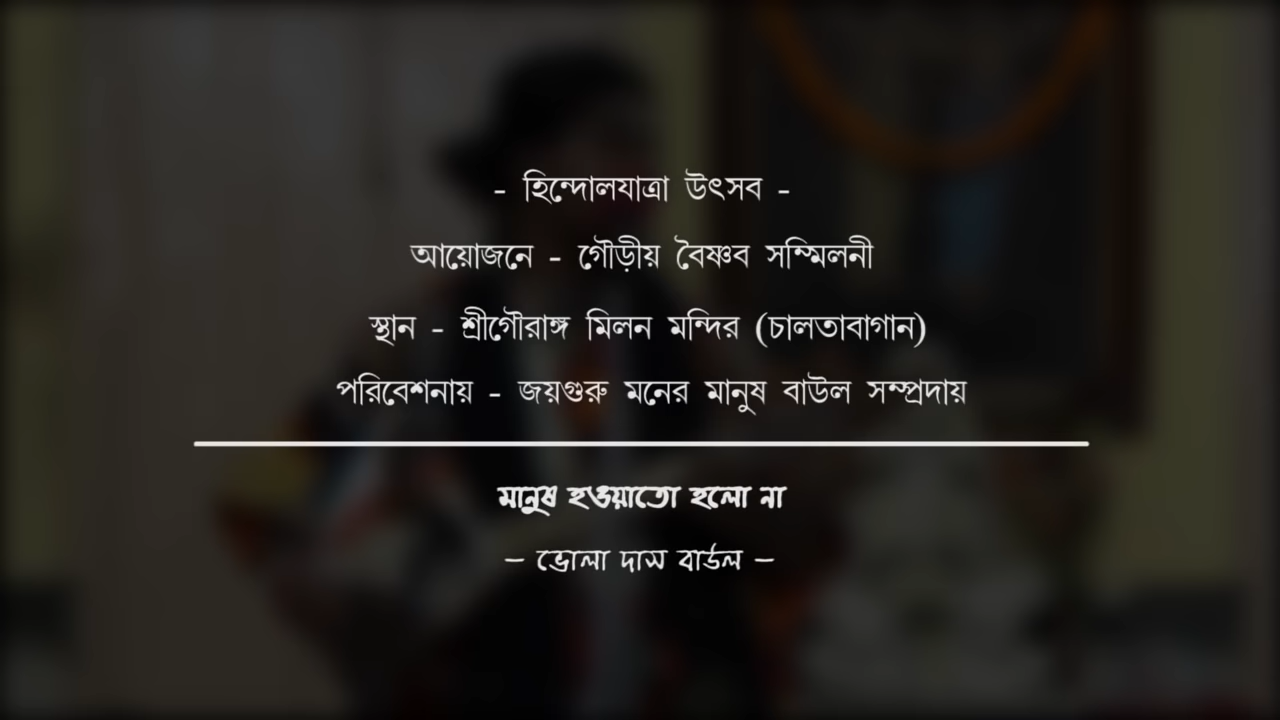 - হিন্দোলযাত্রা উৎসব -
আয়োজনে - গৌড়ীয় বৈষ্ণব সম্মিলনী
স্থান - শ্রীগৌরাঙ্গ মিলন মন্দির (চালতাবাগান)
পরিবেশনায় - জয়গুরু মনের মানুষ বাউল সম্প্রদায়
মানুষ হওয়াতো হলো না
– ভোলা দাস বাউল –